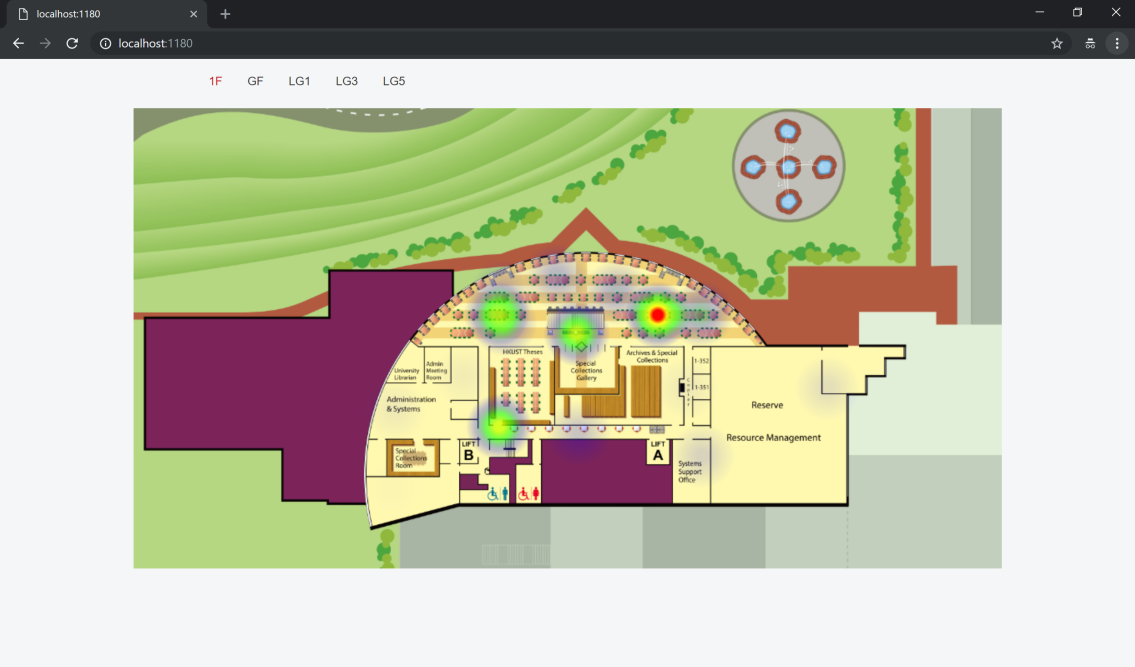 localhost:1180
localhost:1180
1F GF LG1 LG3 LG5
HKUST Theses
Archives & Special
Collections
Special
Collections
Gallery
University
Librarian
Admin
Meeting
Room
1-352
1-351
Administration
& Systems
Reserve
Resource Management
LIFT
B
LIFT
A
Special
Collections
Room
Systems
Support
Office